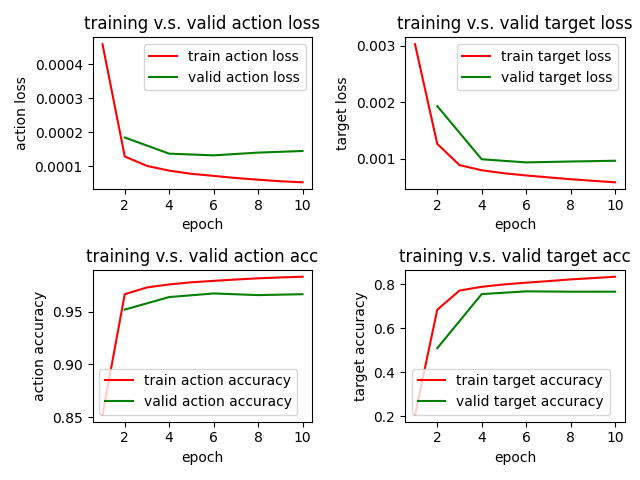 training v.s. valid action loss
0.0004
0.0003
0.0002
0.0001
action loss
train action loss
valid action loss
2 4 6 8 10
epoch
training v.s. valid target loss
0.003
0.002
0.001
target loss
train target loss
valid target loss
2 4 6 8 10
epoch
training v.s. valid action acc
0.95
0.90
0.85
action accuracy
train action accuracy
valid action accuracy
2 4 6 8 10
epoch
training v.s. valid target acc
0.8
0.6
0.4
0.2
target accuracy
train target accuracy
valid target accuracy
2 4 6 8 10
epoch